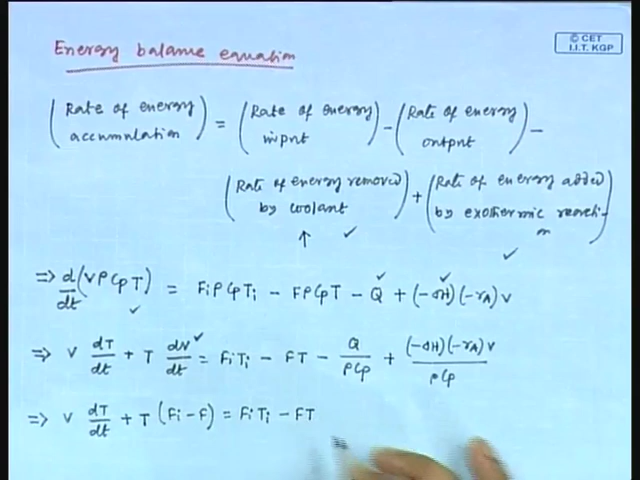 Energy balance equation
© CET
I.I.T. KGP
(Rate of energy accumulation) = (Rate of energy input) - (Rate of energy output) -
(Rate of energy removed by coolant) + (Rate of energy added by exothermic reaction)
↑ ✓ ✓
⇒ d/dt (VρCpT) = FiρCpTi - FρCpT - Q + (-ΔH)(-rA)V
⇒ V dT/dt + T dV/dt = FiTi - FT - Q/ρCp + (-ΔH)(-rA)V/ρCp
⇒ V dT/dt + T (Fi - F) = FiTi - FT